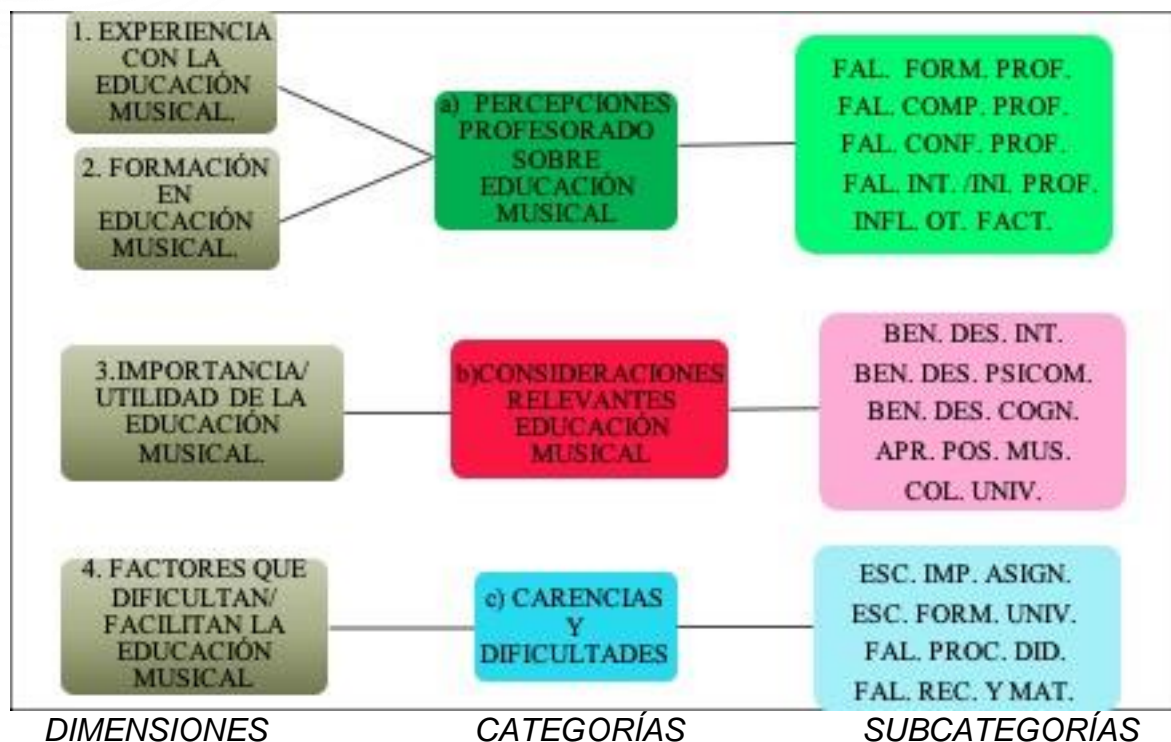 1. EXPERIENCIA
CON LA
EDUCACIÓN
MUSICAL.
2. FORMACIÓN
EN
EDUCACIÓN
MUSICAL.
a) PERCEPCIONES
PROFESORADO
SOBRE
EDUCACIÓN
MUSICAL
FAL. FORM. PROF.
FAL. COMP. PROF.
FAL. CONF. PROF.
FAL. INT. /INI. PROF.
INFL. OT. FACT.
3.IMPORTANCIA/
UTILIDAD DE LA
EDUCACIÓN
MUSICAL.
b)CONSIDERACIONES
RELEVANTES
EDUCACIÓN
MUSICAL
BEN. DES. INT.
BEN. DES. PSICOM.
BEN. DES. COGN.
APR. POS. MUS.
COL. UNIV.
4. FACTORES QUE
DIFICULTAN/
FACILITAN LA
EDUCACIÓN
MUSICAL
c) CARENCIAS
Y
DIFICULTADES
ESC. IMP. ASIGN.
ESC. FORM. UNIV.
FAL. PROC. DID.
FAL. REC. Y MAT.
DIMENSIONES
CATEGORÍAS
SUBCATEGORÍAS